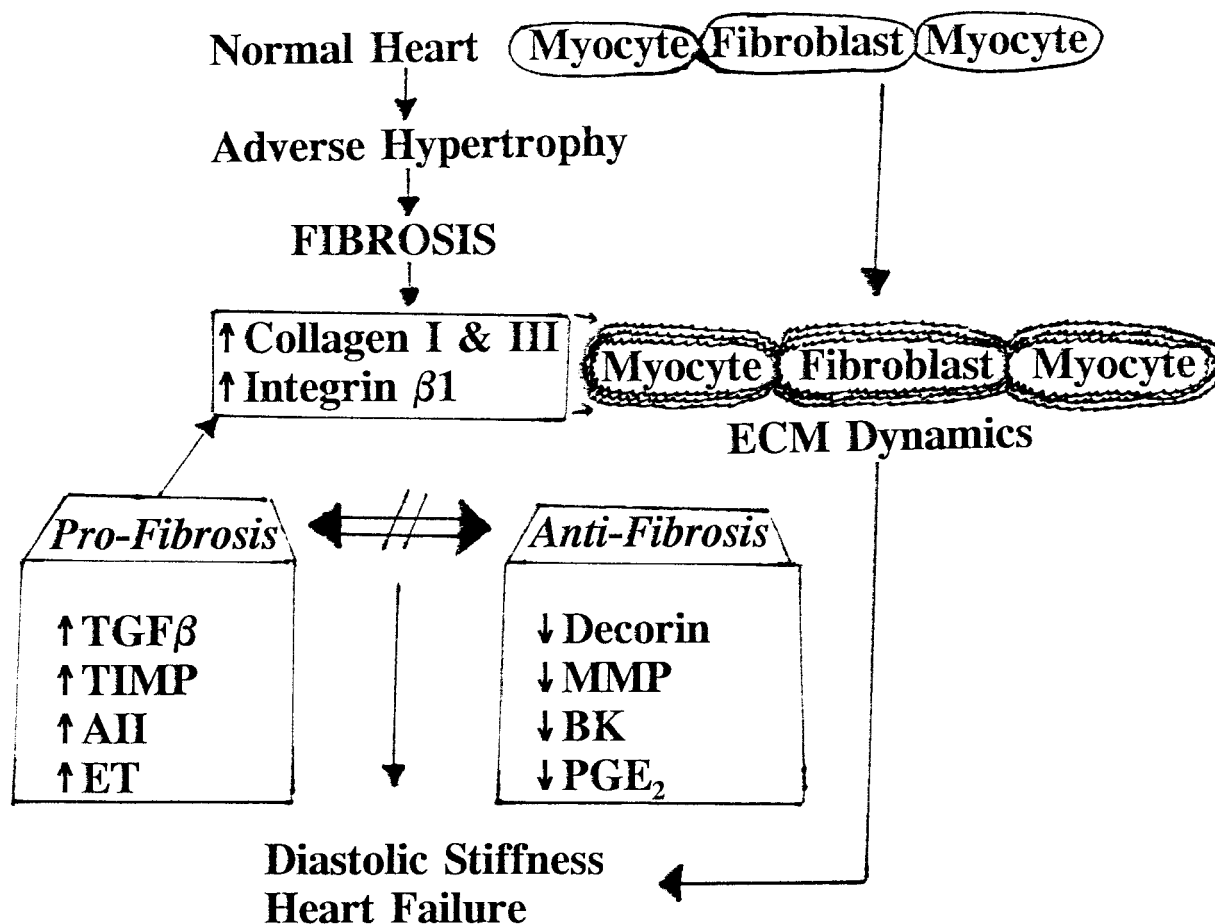 Normal Heart
Myocyte Fibroblast Myocyte
Adverse Hypertrophy
FIBROSIS
↑ Collagen I & III
↑ Integrin β1
Myocyte Fibroblast Myocyte
ECM Dynamics
Pro-Fibrosis
↑ TGFβ
↑ TIMP
↑ AII
↑ ET
Anti-Fibrosis
↓ Decorin
↓ MMP
↓ BK
↓ PGE₂
Diastolic Stiffness
Heart Failure